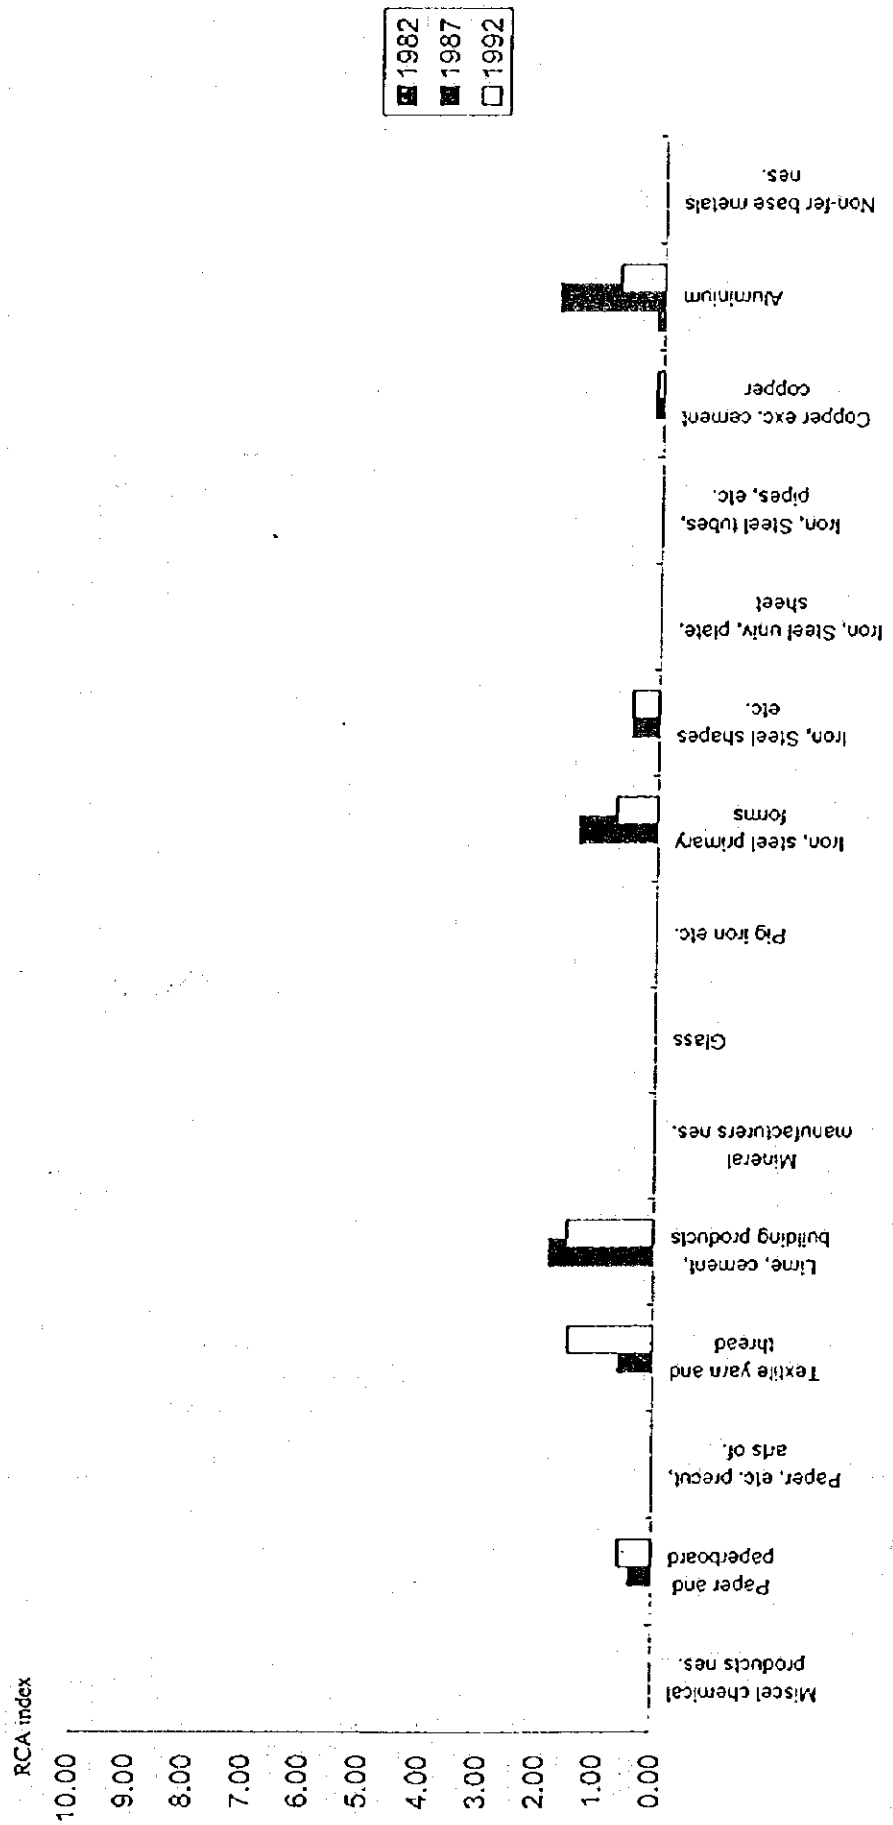 RCA index
10.00
9.00
8.00
7.00
6.00
5.00
4.00
3.00
2.00
1.00
0.00
Miscel chemical
products nes.
Paper and
paperboard
Paper, etc. precut,
arts of.
Textile yarn and
thread
Lime, cement,
building products
Mineral
manufacturers nes.
Glass
Pig iron etc.
Iron, steel primary
forms
Iron, Steel shapes
etc.
Iron, Steel univ, plate,
sheet
Iron, Steel tubes,
pipes, etc.
Copper exc. cement
copper
Aluminium
Non-fer base metals
nes.
1982
1987
1992